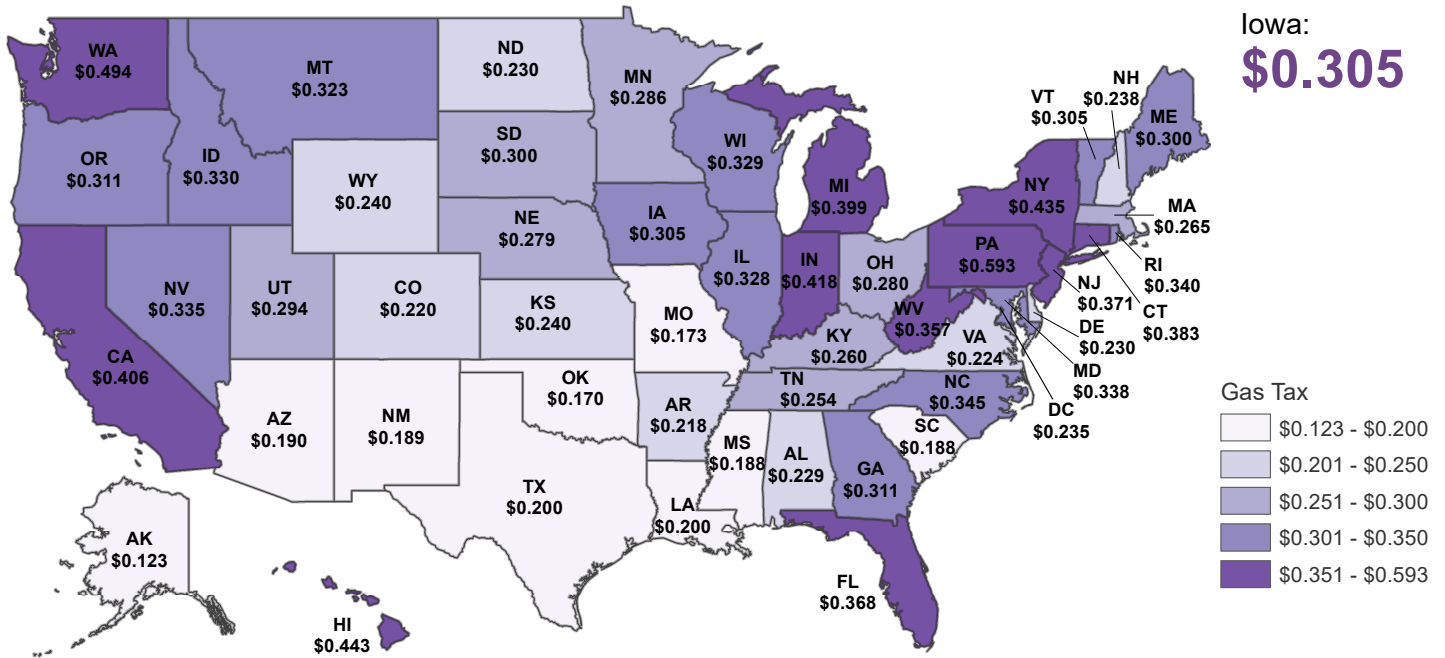 Iowa:
$0.305
WA
$0.494
MT
$0.323
ND
$0.230
MN
$0.286
NH
$0.238
VT
$0.305
ME
$0.300
OR
$0.311
ID
$0.330
WY
$0.240
SD
$0.300
WI
$0.329
MI
$0.399
NY
$0.435
MA
$0.265
NE
$0.279
IA
$0.305
IL
$0.328
IN
$0.418
OH
$0.280
PA
$0.593
RI
$0.340
NJ
$0.371
CT
$0.383
NV
$0.335
UT
$0.294
CO
$0.220
KS
$0.240
MO
$0.173
KY
$0.260
WV
$0.357
VA
$0.224
DE
$0.230
MD
$0.338
DC
$0.235
CA
$0.406
AZ
$0.190
NM
$0.189
OK
$0.170
AR
$0.218
TN
$0.254
NC
$0.345
SC
$0.188
MS
$0.188
AL
$0.229
GA
$0.311
TX
$0.200
LA
$0.200
FL
$0.368
AK
$0.123
HI
$0.443
Gas Tax
$0.123 - $0.200
$0.201 - $0.250
$0.251 - $0.300
$0.301 - $0.350
$0.351 - $0.593